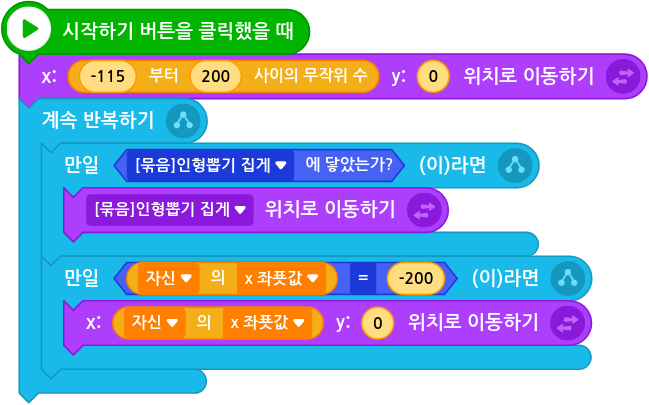 시작하기 버튼을 클릭했을 때
x: -115 부터 200 사이의 무작위 수 y: 0 위치로 이동하기
계속 반복하기
만일 [묶음]인형뽑기 집게 에 닿았는가? (이)라면
[묶음]인형뽑기 집게 위치로 이동하기
만일 자신 의 x 좌푯값 = -200 (이)라면
x: 자신 의 x 좌푯값 y: 0 위치로 이동하기